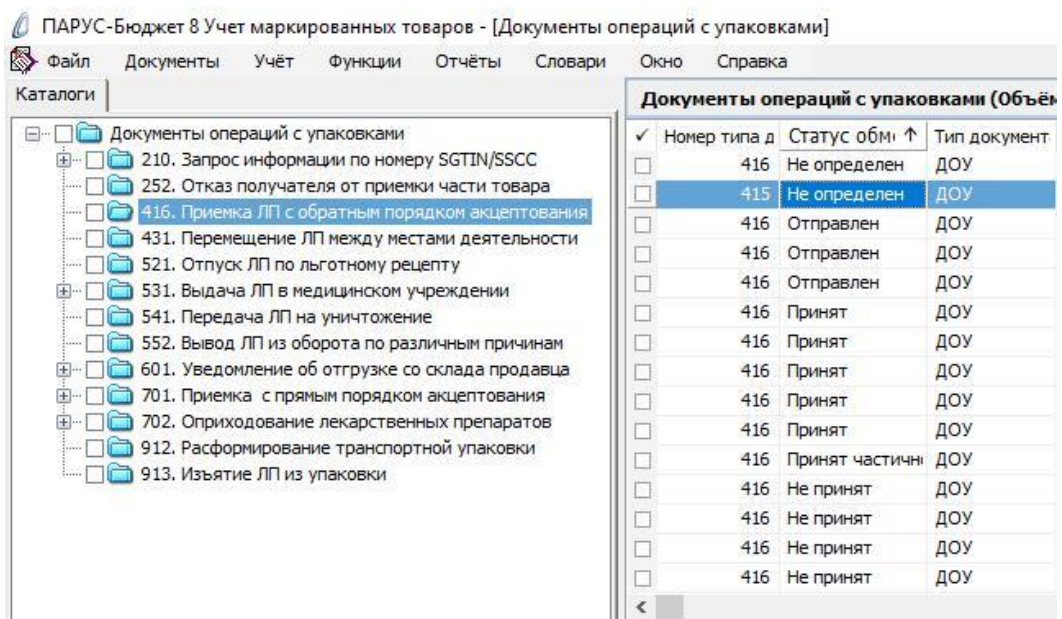 ПАРУС-Бюджет 8 Учет маркированных товаров - [Документы операций с упаковками]
Файл Документы Учёт Функции Отчёты Словари Окно Справка
Каталоги
Документы операций с упаковками
210. Запрос информации по номеру SGTIN/SSCC
252. Отказ получателя от приемки части товара
416. Приемка ЛП с обратным порядком акцептования
431. Перемещение ЛП между местами деятельности
521. Отпуск ЛП по льготному рецепту
531. Выдача ЛП в медицинском учреждении
541. Передача ЛП на уничтожение
552. Вывод ЛП из оборота по различным причинам
601. Уведомление об отгрузке со склада продавца
701. Приемка с прямым порядком акцептования
702. Оприходование лекарственных препаратов
912. Расформирование транспортной упаковки
913. Изъятие ЛП из упаковки
Документы операций с упаковками (Объём
Номер типа д Статус обм Тип документ
416 Не определен ДОУ
415 Не определен ДОУ
416 Отправлен ДОУ
416 Отправлен ДОУ
416 Отправлен ДОУ
416 Принят ДОУ
416 Принят ДОУ
416 Принят ДОУ
416 Принят ДОУ
416 Принят ДОУ
416 Принят частичн ДОУ
416 Не принят ДОУ
416 Не принят ДОУ
416 Не принят ДОУ
416 Не принят ДОУ